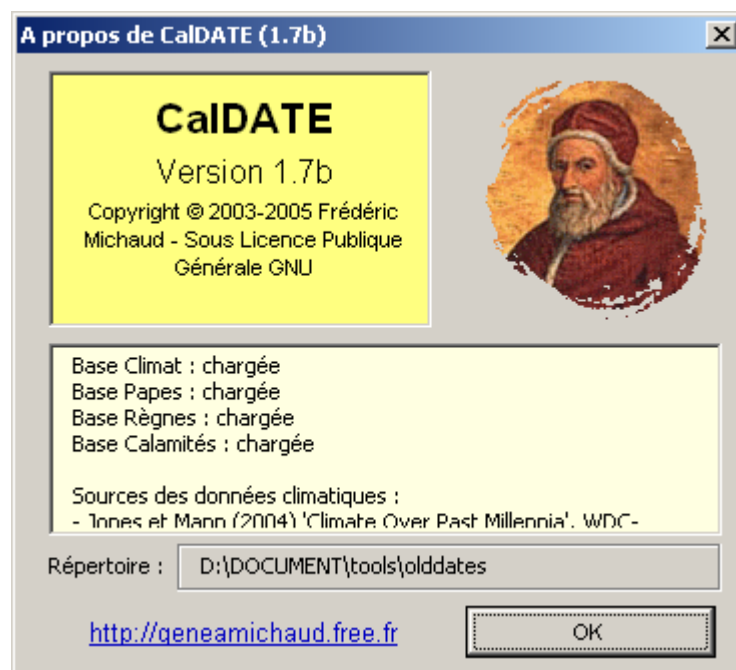 A propos de CalDATE (1.7b)
CalDATE
Version 1.7b
Copyright © 2003-2005 Frédéric
Michaud - Sous Licence Publique
Générale GNU
Base Climat : chargée
Base Papes : chargée
Base Règnes : chargée
Base Calamités : chargée
Sources des données climatiques :
- Jones et Mann (2004) 'Climate Over Past Millennia'. WDC-
Répertoire : D:\DOCUMENT\tools\olddates
http://geneamichaud.free.fr
OK